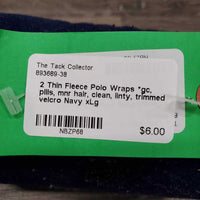 The Tack Collector
893689-38
2 Thin Fleece Polo Wraps *gc,
pills, mnr hair, clean, linty, trimmed
velcro Navy xLg
NBZP66
$6.00